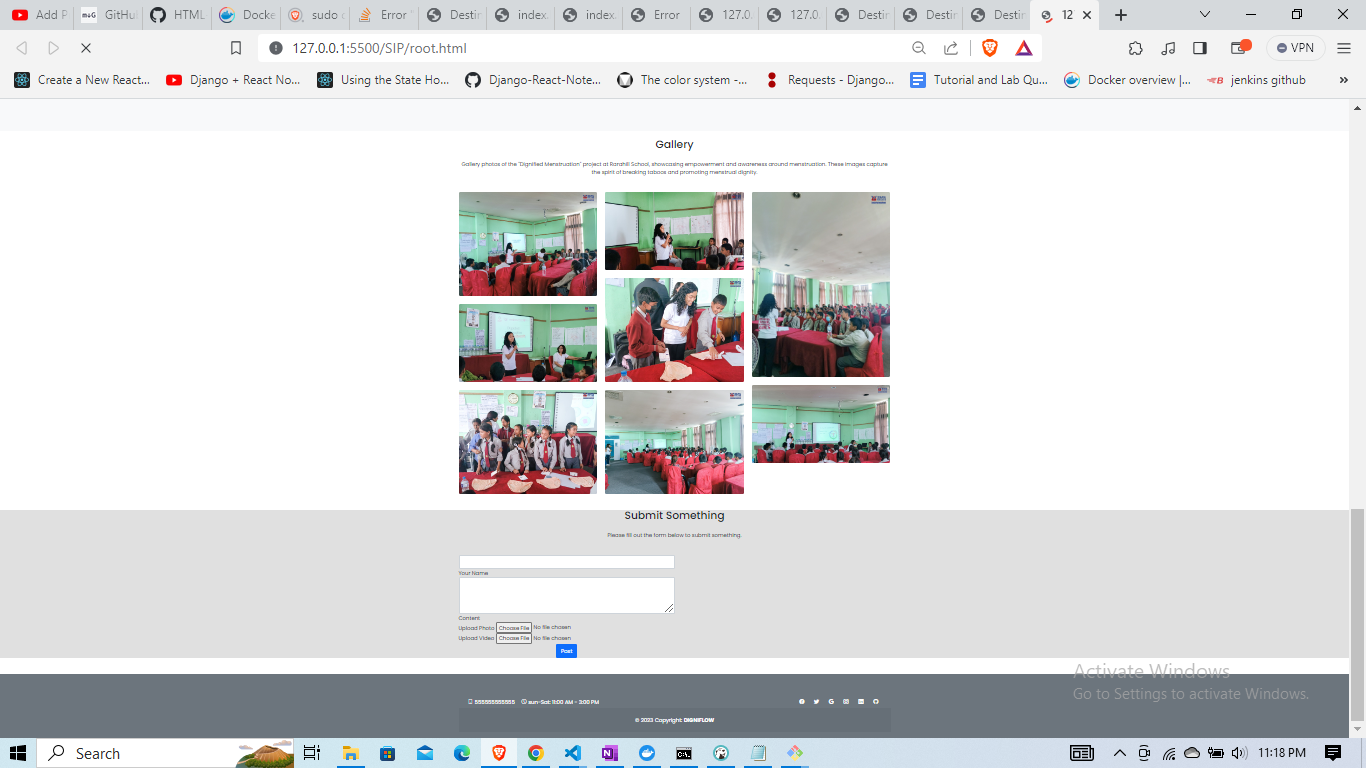 Add P
GitHu
HTML
Docke
sudo
Error
Destin
index.
index.
Error
127.0.
127.0.
Destin
Destin
Destin
12
127.0.0.1:5500/SIP/root.html
VPN
Create a New React...
Django + React No...
Using the State Ho...
Django-React-Note...
The color system -...
Requests - Django...
Tutorial and Lab Qu...
Docker overview |...
jenkins github
»
Gallery
Gallery photos of the "Dignified Menstruation" project at Rarahill School, showcasing empowerment and awareness around menstruation. These images capture
the spirit of breaking taboos and promoting menstrual dignity.
Submit Something
Please fill out the form below to submit something.
Your Name
Content
Upload Photo Choose File No file chosen
Upload Video Choose File No file chosen
Post
Activate Windows
Go to Settings to activate Windows.
555555555555 sun-Sat: 11:00 AM - 3:00 PM
© 2023 Copyright: DIGNIFLOW
Search
11:18 PM